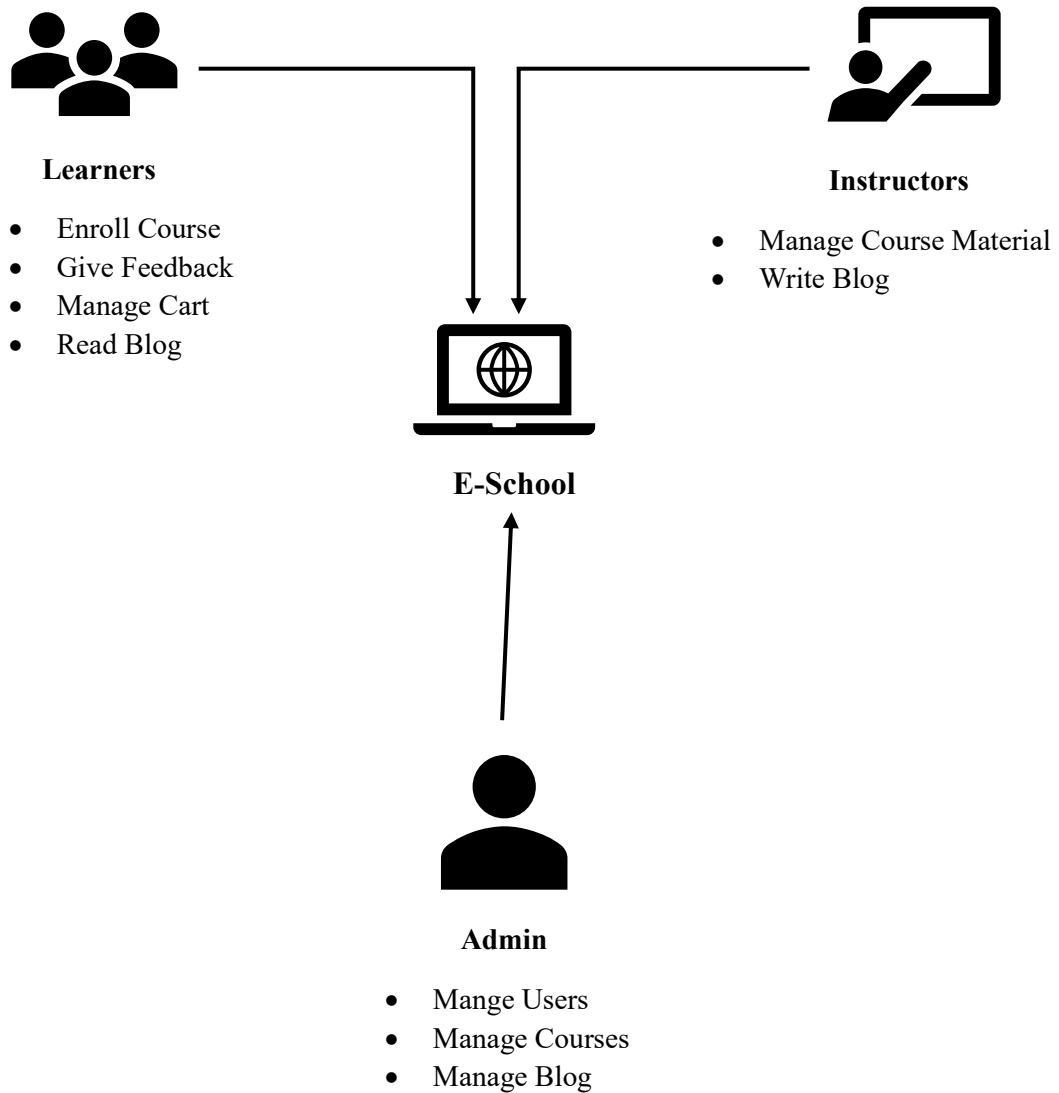 Learners
• Enroll Course
• Give Feedback
• Manage Cart
• Read Blog
Instructors
• Manage Course Material
• Write Blog
E-School
Admin
• Mange Users
• Manage Courses
• Manage Blog